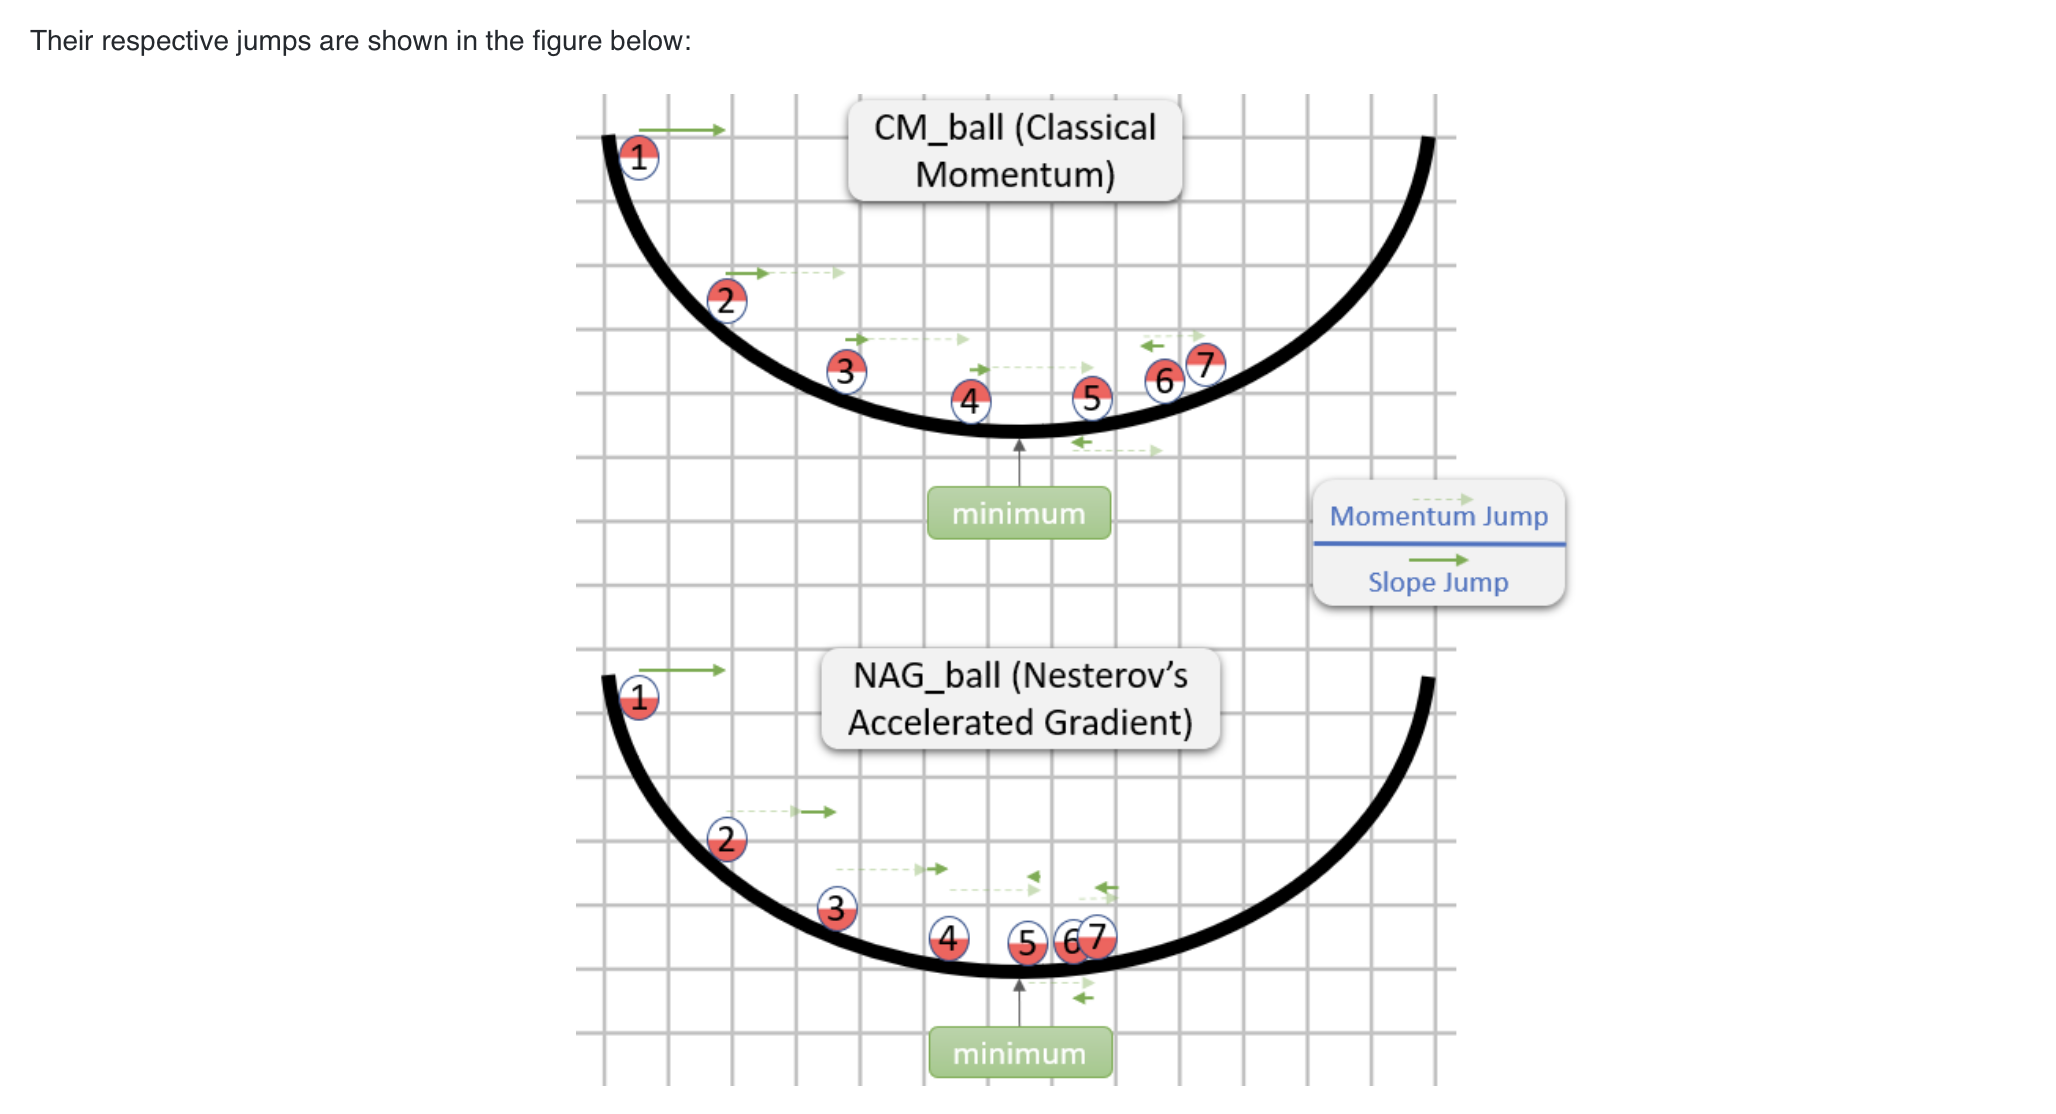 Their respective jumps are shown in the figure below:
CM_ball (Classical
Momentum)
1
2
3
4
5
6
7
minimum
Momentum Jump
Slope Jump
NAG_ball (Nesterov’s
Accelerated Gradient)
1
2
3
4
5
6
7
minimum